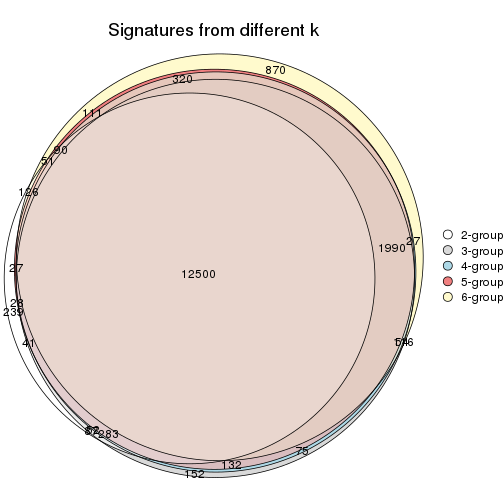 Signatures from different k
870
320
111
90
51
126
27
1990
12500
27
28
239
41
283
152
132
75
2-group
3-group
4-group
5-group
6-group